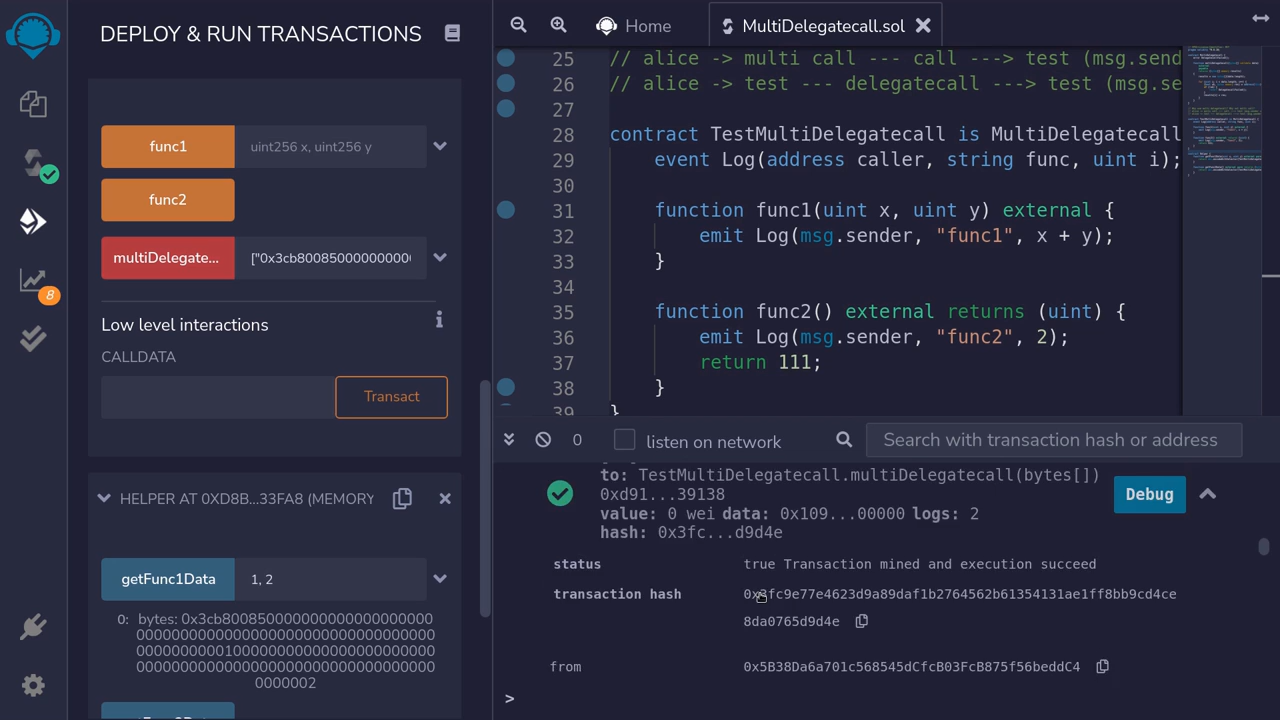 DEPLOY & RUN TRANSACTIONS
func1
uint256 x, uint256 y
func2
multiDelegate...
["0x3cb80085000000000
Low level interactions
CALLDATA
Transact
HELPER AT 0XD8B...33FA8 (MEMORY
getFunc1Data
1, 2
0: bytes: 0x3cb80085000000000000000000
8
Home
MultiDelegatecall.sol
25 // alice -> multi call --- call ---> test (msg.send
26 // alice -> test --- delegatecall ---> test (msg.se
27
28 contract TestMultiDelegatecall is MultiDelegatecall
29 event Log(address caller, string func, uint i);
30
31 function func1(uint x, uint y) external {
32 emit Log(msg.sender, "func1", x + y);
33 }
34
35 function func2() external returns (uint) {
36 emit Log(msg.sender, "func2", 2);
37 return 111;
38 }
39 }
0
listen on network
Search with transaction hash or address
to: TestMultiDelegatecall.multiDelegatecall(bytes[])
0xd91...39138
value: 0 wei data: 0x109...00000 logs: 2
hash: 0x3fc...d9d4e
Debug
status true Transaction mined and execution succeed
transaction hash 0x3fc9e77e4623d9a89daf1b2764562b61354131ae1ff8bb9cd4ce
8da0765d9d4e
from 0x5B38Da6a701c568545dCfcB03FcB875f56beddC4
>